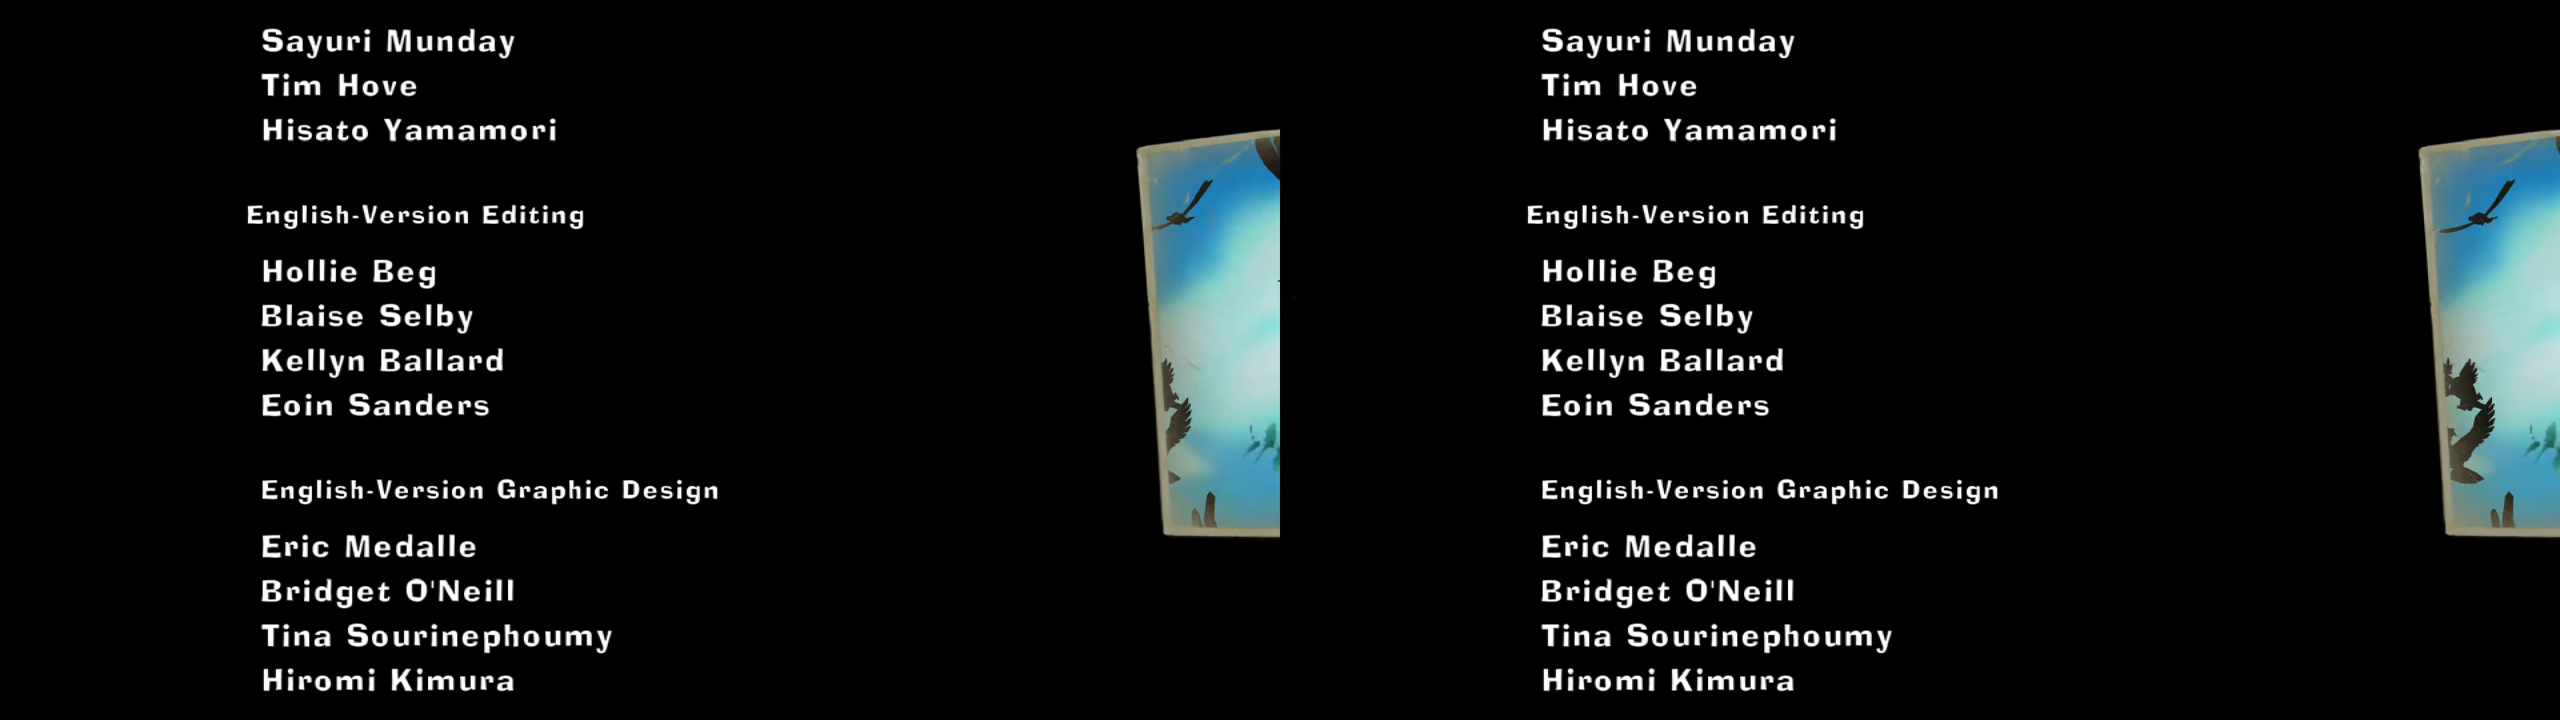 Sayuri Munday
Tim Hove
Hisato Yamamori
English-Version Editing
Hollie Beg
Blaise Selby
Kellyn Ballard
Eoin Sanders
English-Version Graphic Design
Eric Medalle
Bridget O'Neill
Tina Sourinephoumy
Hiromi Kimura
Sayuri Munday
Tim Hove
Hisato Yamamori
English-Version Editing
Hollie Beg
Blaise Selby
Kellyn Ballard
Eoin Sanders
English-Version Graphic Design
Eric Medalle
Bridget O'Neill
Tina Sourinephoumy
Hiromi Kimura